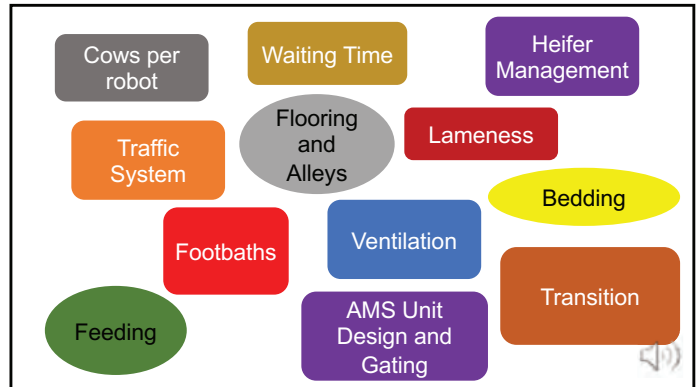 Cows per
robot
Waiting Time
Heifer
Management
Traffic
System
Flooring
and
Alleys
Lameness
Bedding
Footbaths
Ventilation
Transition
Feeding
AMS Unit
Design and
Gating